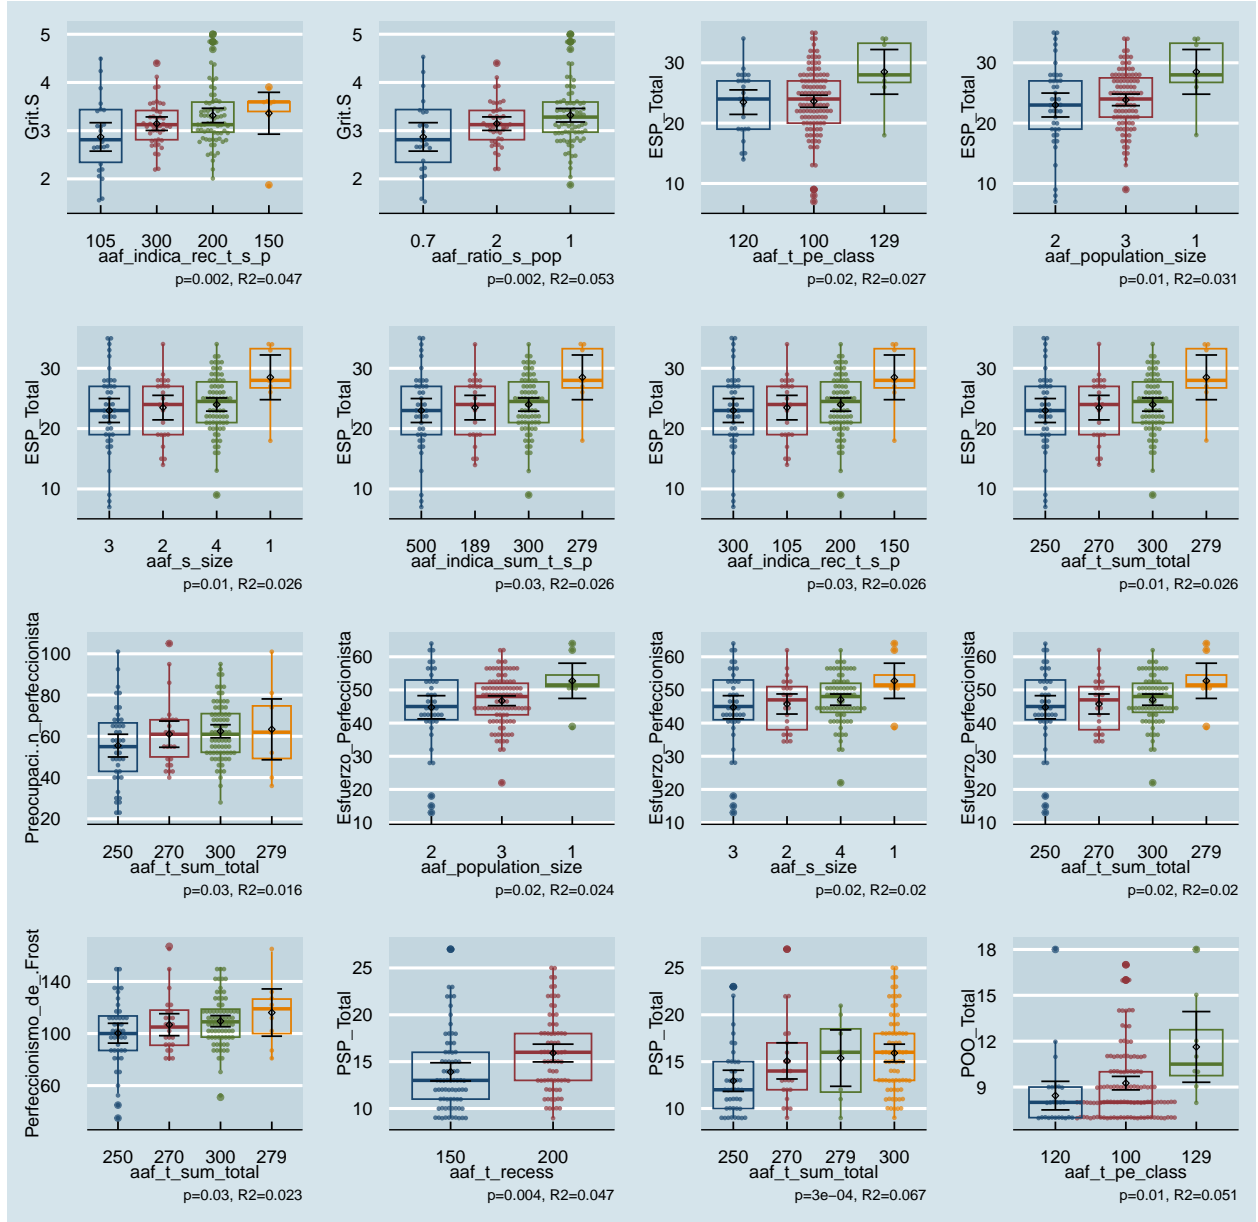 5
4
3
2
Grit.S
105 300 200 150
aaf_indica_rec_t_s_p
p=0.002, R2=0.047
5
4
3
2
Grit.S
0.7 2 1
aaf_ratio_s_pop
p=0.002, R2=0.053
30
20
10
ESP_Total
120 100 129
aaf_t_pe_class
p=0.02, R2=0.027
30
20
10
ESP_Total
2 3 1
aaf_population_size
p=0.01, R2=0.031
30
20
10
ESP_Total
3 2 4 1
aaf_s_size
p=0.01, R2=0.026
30
20
10
ESP_Total
500 189 300 279
aaf_indica_sum_t_s_p
p=0.03, R2=0.026
30
20
10
ESP_Total
300 105 200 150
aaf_indica_rec_t_s_p
p=0.03, R2=0.026
30
20
10
ESP_Total
250 270 300 279
aaf_t_sum_total
p=0.01, R2=0.026
100
80
60
40
20
Preocupaci..n_perfeccionista
250 270 300 279
aaf_t_sum_total
p=0.03, R2=0.016
60
50
40
30
20
10
Esfuerzo_Perfeccionista
2 3 1
aaf_population_size
p=0.02, R2=0.024
60
50
40
30
20
10
Esfuerzo_Perfeccionista
3 2 4 1
aaf_s_size
p=0.02, R2=0.02
60
50
40
30
20
10
Esfuerzo_Perfeccionista
250 270 300 279
aaf_t_sum_total
p=0.02, R2=0.02
140
100
60
Perfeccionismo_de_.Frost
250 270 300 279
aaf_t_sum_total
p=0.03, R2=0.023
25
20
15
10
PSP_Total
150 200
aaf_t_recess
p=0.004, R2=0.047
25
20
15
10
PSP_Total
250 270 279 300
aaf_t_sum_total
p=3e-04, R2=0.067
18
15
12
9
POO_Total
120 100 129
aaf_t_pe_class
p=0.01, R2=0.051